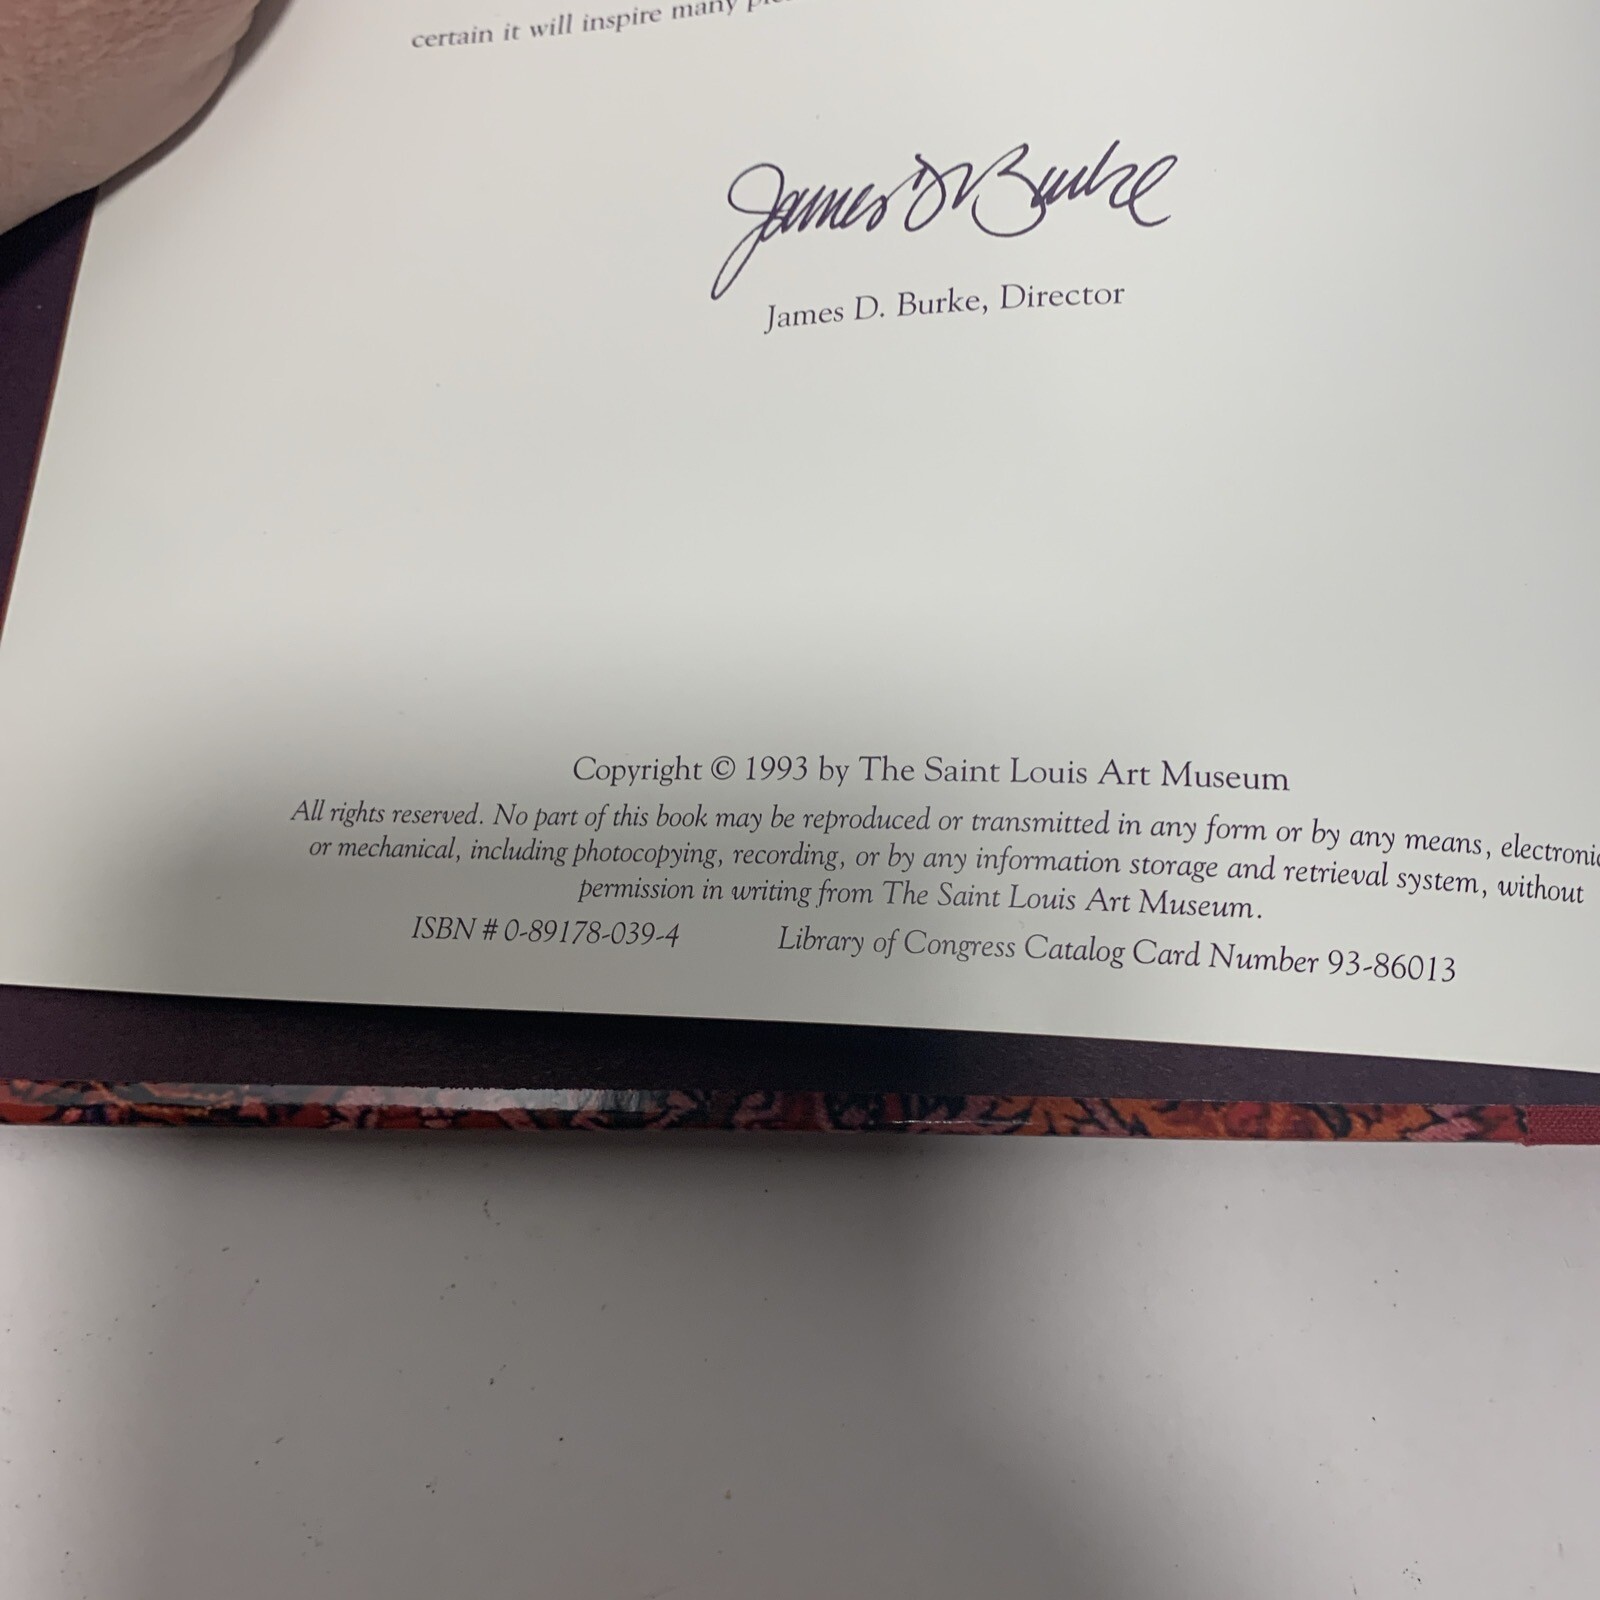 certain it will inspire many
James D Burke
James D. Burke, Director
Copyright © 1993 by The Saint Louis Art Museum
All rights reserved. No part of this book may be reproduced or transmitted in any form or by any means, electronic
or mechanical, including photocopying, recording, or by any information storage and retrieval system, without
permission in writing from The Saint Louis Art Museum.
ISBN # 0-89178-039-4 Library of Congress Catalog Card Number 93-86013